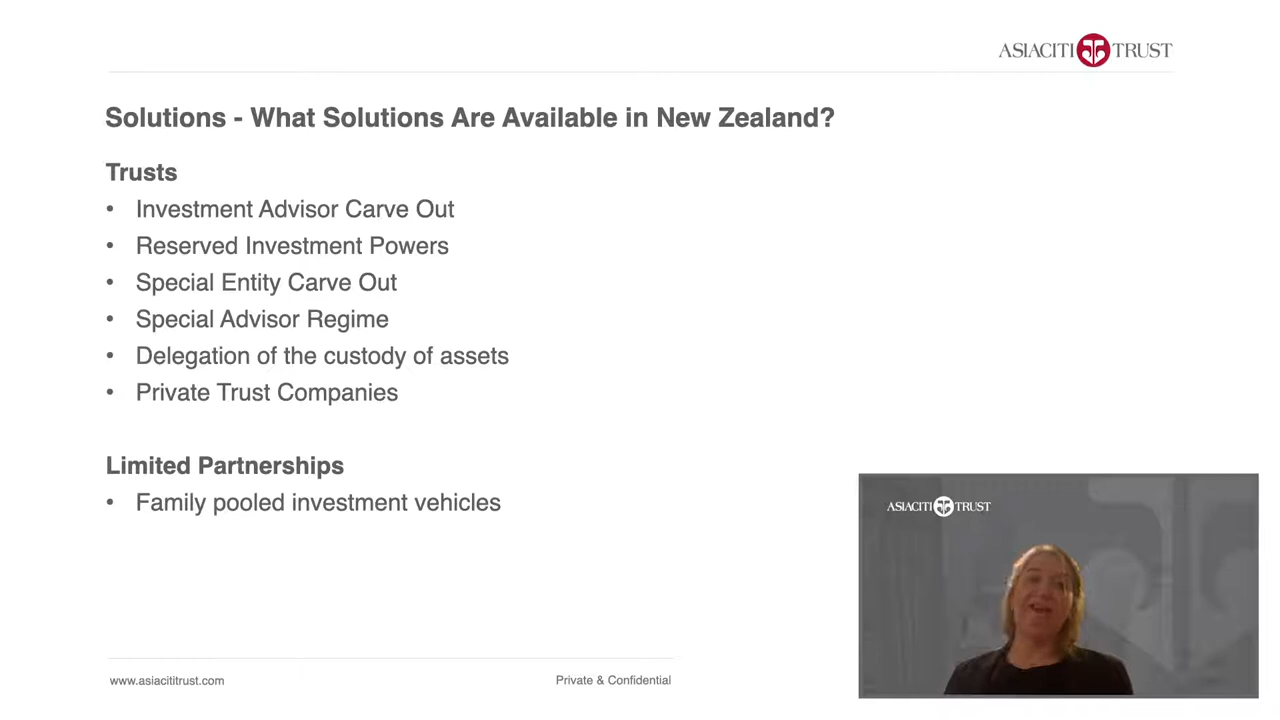 ASIACITI TRUST
Solutions - What Solutions Are Available in New Zealand?
Trusts
• Investment Advisor Carve Out
• Reserved Investment Powers
• Special Entity Carve Out
• Special Advisor Regime
• Delegation of the custody of assets
• Private Trust Companies
Limited Partnerships
• Family pooled investment vehicles
ASIACITI TRUST
www.asiacititrust.com
Private & Confidential